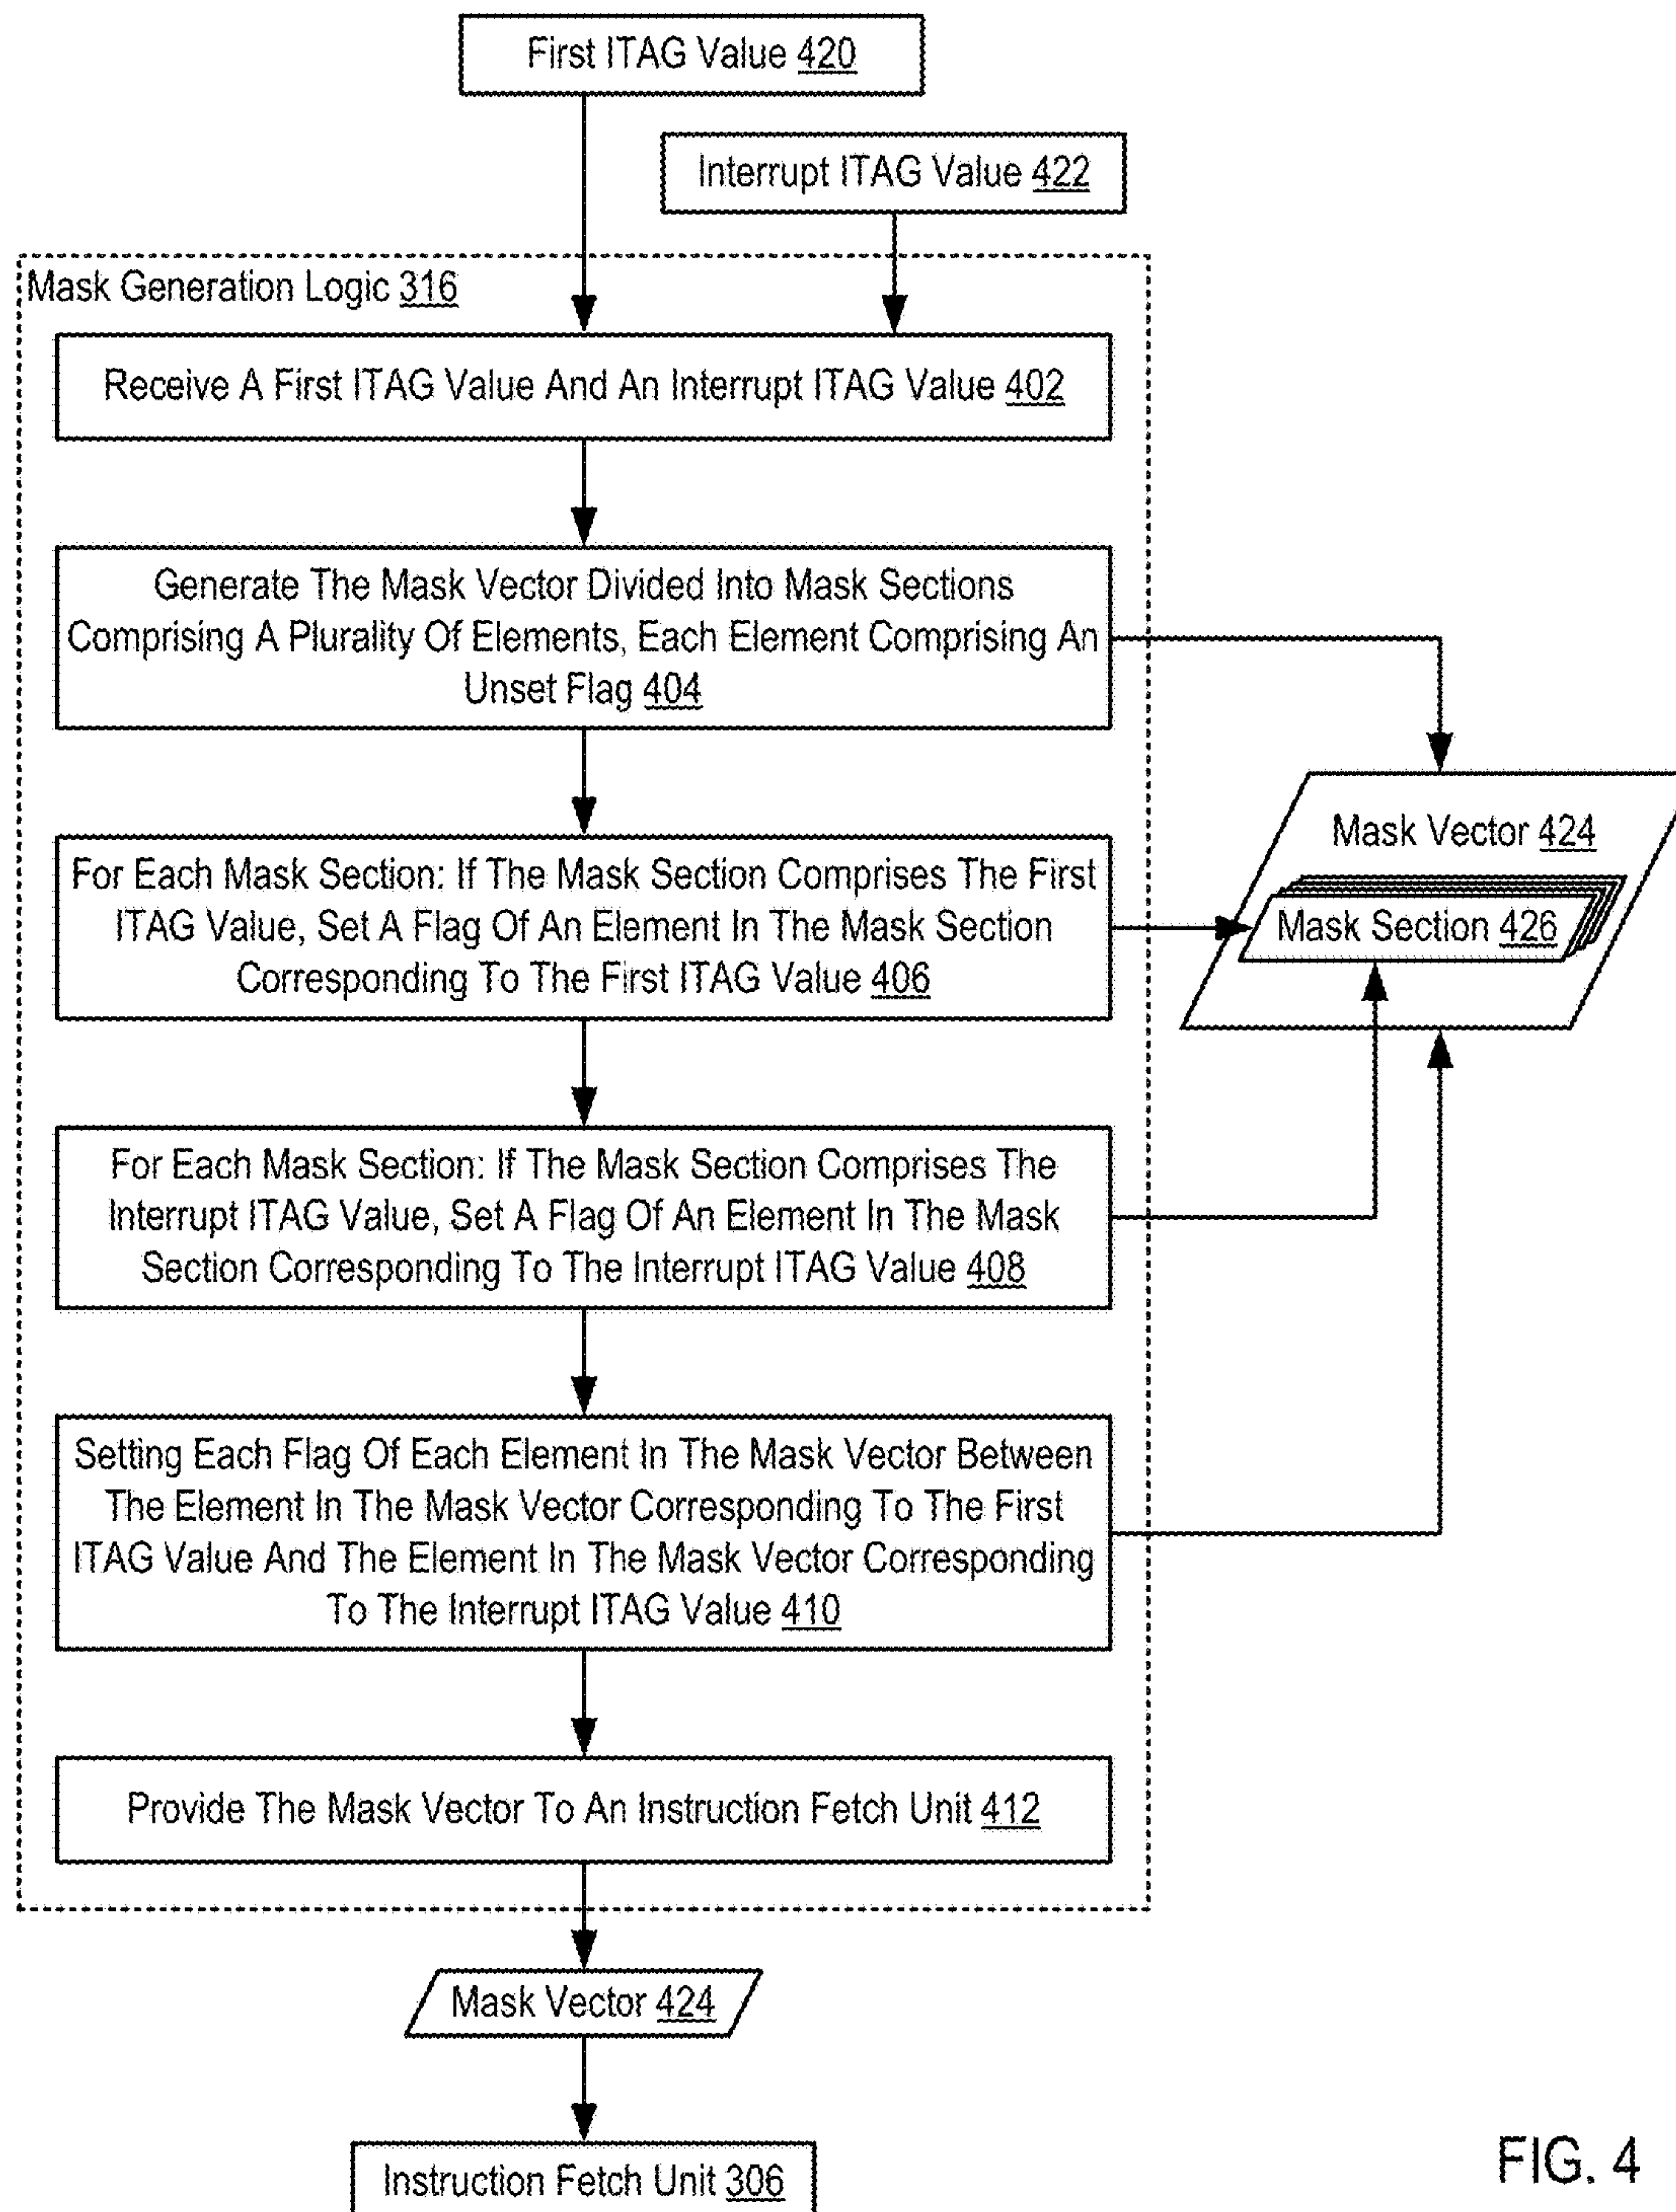 First ITAG Value 420
Interrupt ITAG Value 422
Mask Generation Logic 316
Receive A First ITAG Value And An Interrupt ITAG Value 402
Generate The Mask Vector Divided Into Mask Sections
Comprising A Plurality Of Elements, Each Element Comprising An
Unset Flag 404
Mask Vector 424
Mask Section 426
For Each Mask Section: If The Mask Section Comprises The First
ITAG Value, Set A Flag Of An Element In The Mask Section
Corresponding To The First ITAG Value 406
For Each Mask Section: If The Mask Section Comprises The
Interrupt ITAG Value, Set A Flag Of An Element In The Mask
Section Corresponding To The Interrupt ITAG Value 408
Setting Each Flag Of Each Element In The Mask Vector Between
The Element In The Mask Vector Corresponding To The First
ITAG Value And The Element In The Mask Vector Corresponding
To The Interrupt ITAG Value 410
Provide The Mask Vector To An Instruction Fetch Unit 412
Mask Vector 424
Instruction Fetch Unit 306
FIG. 4